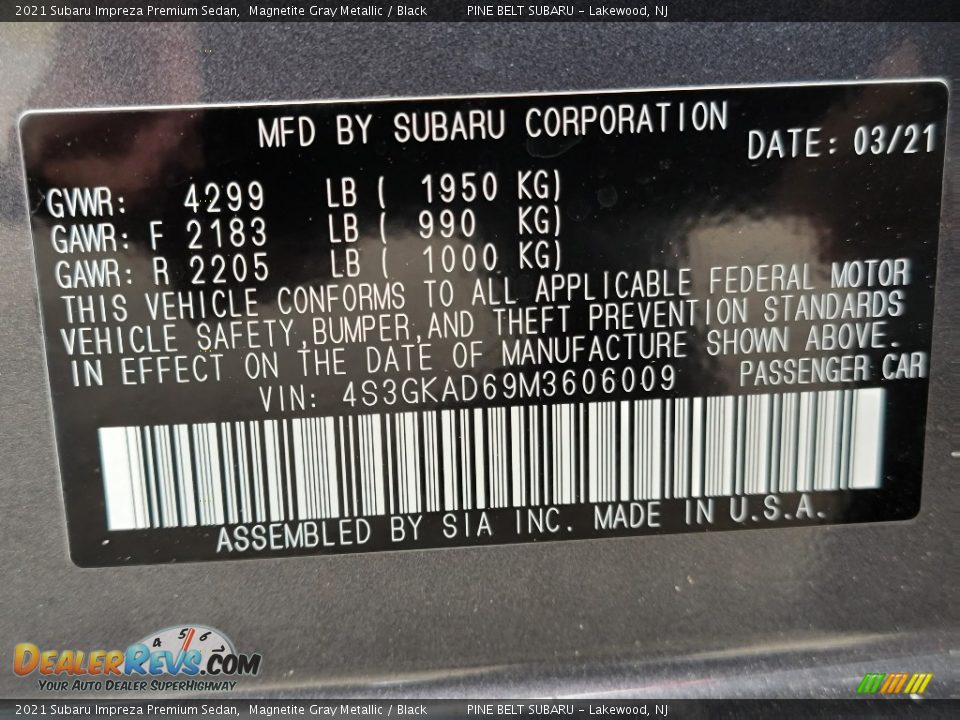 2021 Subaru Impreza Premium Sedan, Magnetite Gray Metallic / Black PINE BELT SUBARU - Lakewood, NJ
MFD BY SUBARU CORPORATION
DATE: 03/21
GVWR: 4299 LB ( 1950 KG)
GAWR: F 2183 LB ( 990 KG)
GAWR: R 2205 LB ( 1000 KG)
THIS VEHICLE CONFORMS TO ALL APPLICABLE FEDERAL MOTOR
VEHICLE SAFETY,BUMPER,AND THEFT PREVENTION STANDARDS
IN EFFECT ON THE DATE OF MANUFACTURE SHOWN ABOVE.
VIN: 4S3GKAD69M3606009 PASSENGER CAR
ASSEMBLED BY SIA INC. MADE IN U.S.A.
4 5 6 7
DEALERREVS.COM
YOUR AUTO DEALER SUPERHIGHWAY
2021 Subaru Impreza Premium Sedan, Magnetite Gray Metallic / Black PINE BELT SUBARU - Lakewood, NJ